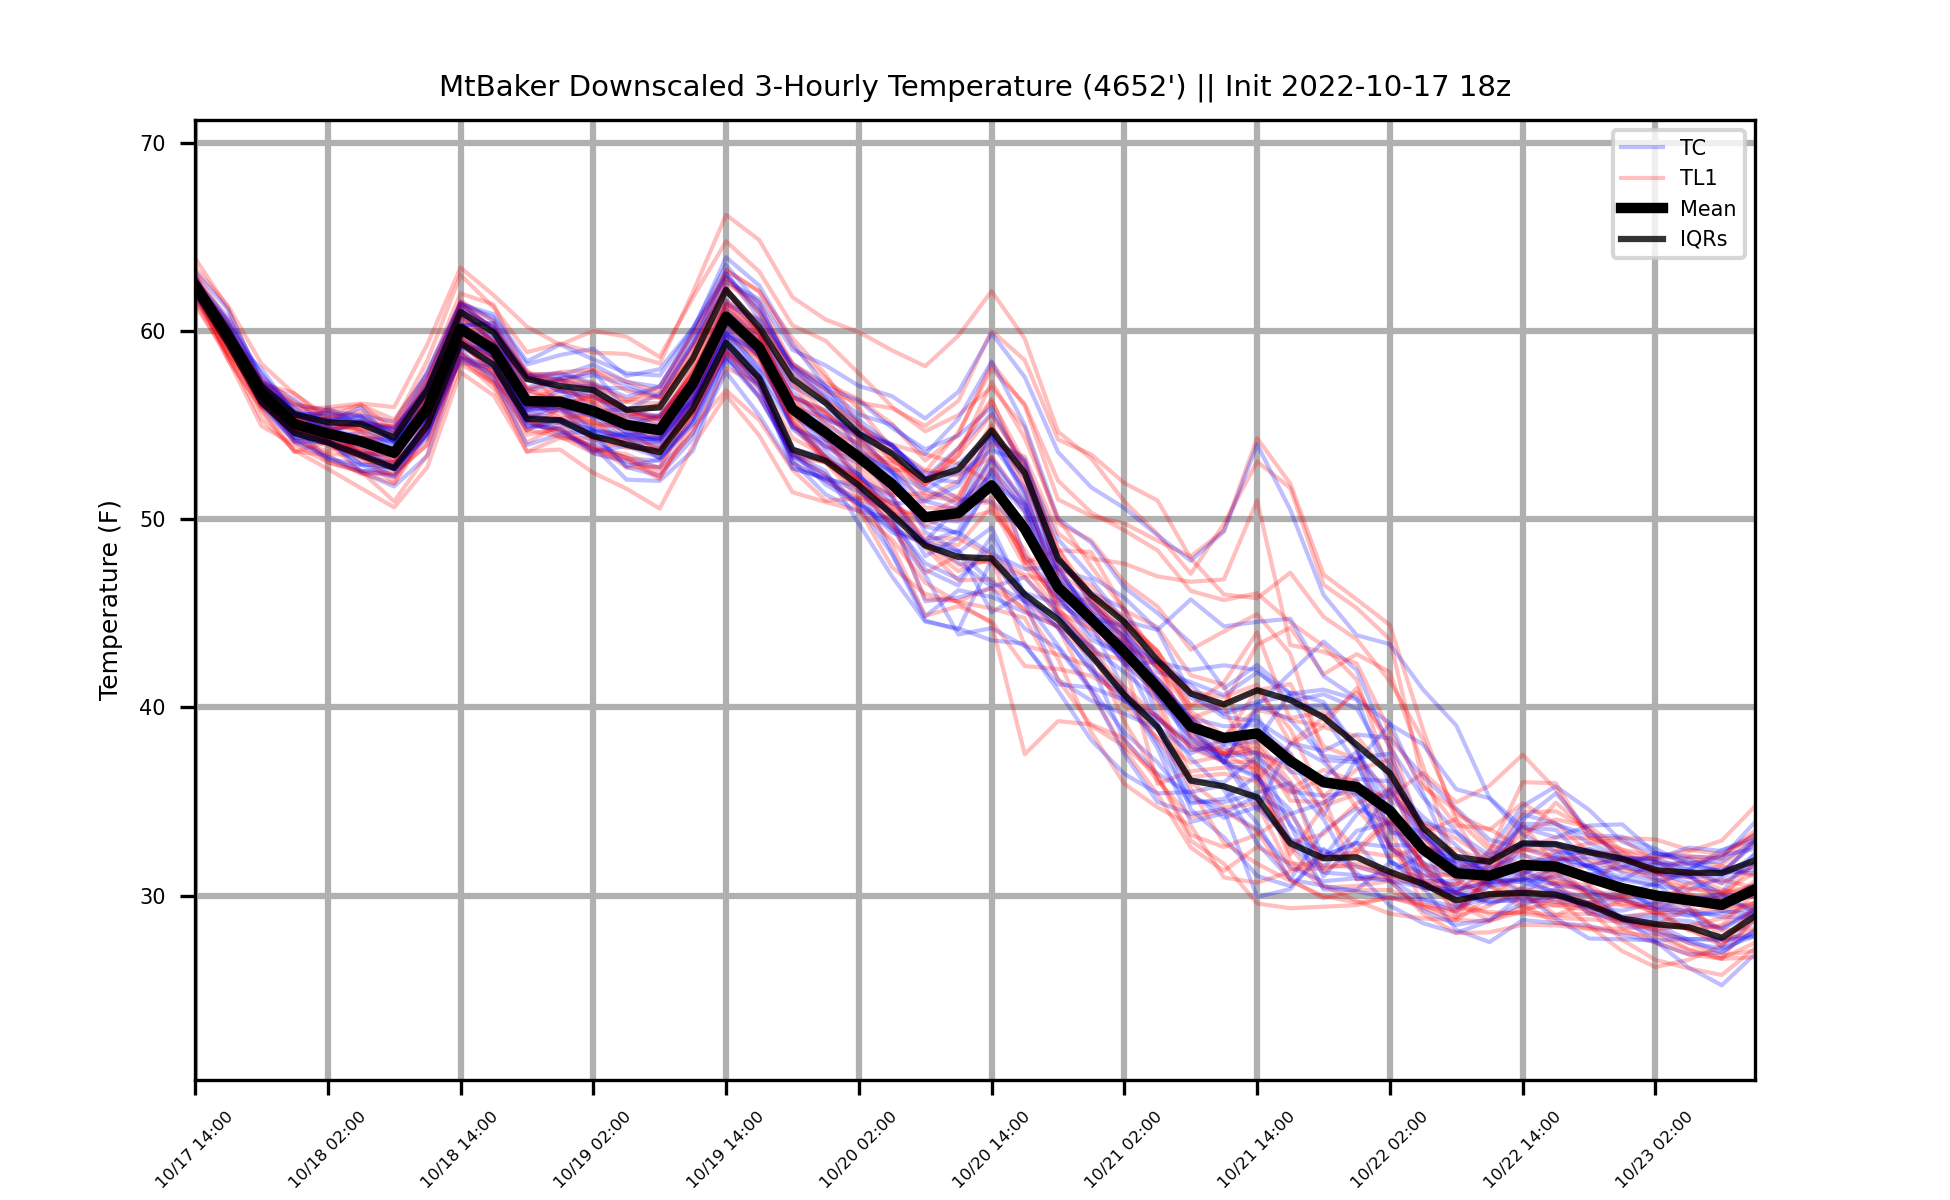 MtBaker Downscaled 3-Hourly Temperature (4652') || Init 2022-10-17 18z
TC
TL1
Mean
IQRs
Temperature (F)
70
60
50
40
30
10/17 14:00
10/18 02:00
10/18 14:00
10/19 02:00
10/19 14:00
10/20 02:00
10/20 14:00
10/21 02:00
10/21 14:00
10/22 02:00
10/22 14:00
10/23 02:00